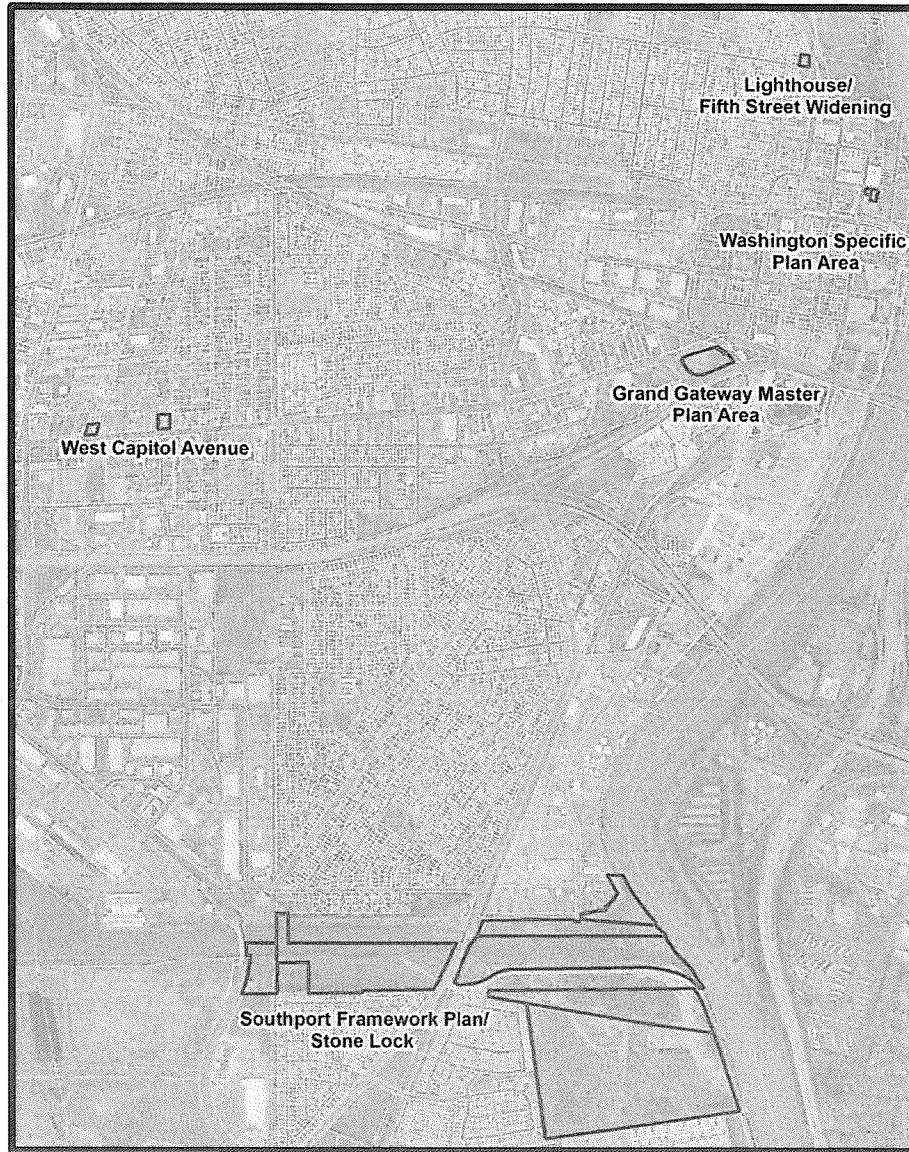 Lighthouse/
Fifth Street Widening
Washington Specific
Plan Area
Grand Gateway Master
Plan Area
West Capitol Avenue
Southport Framework Plan/
Stone Lock